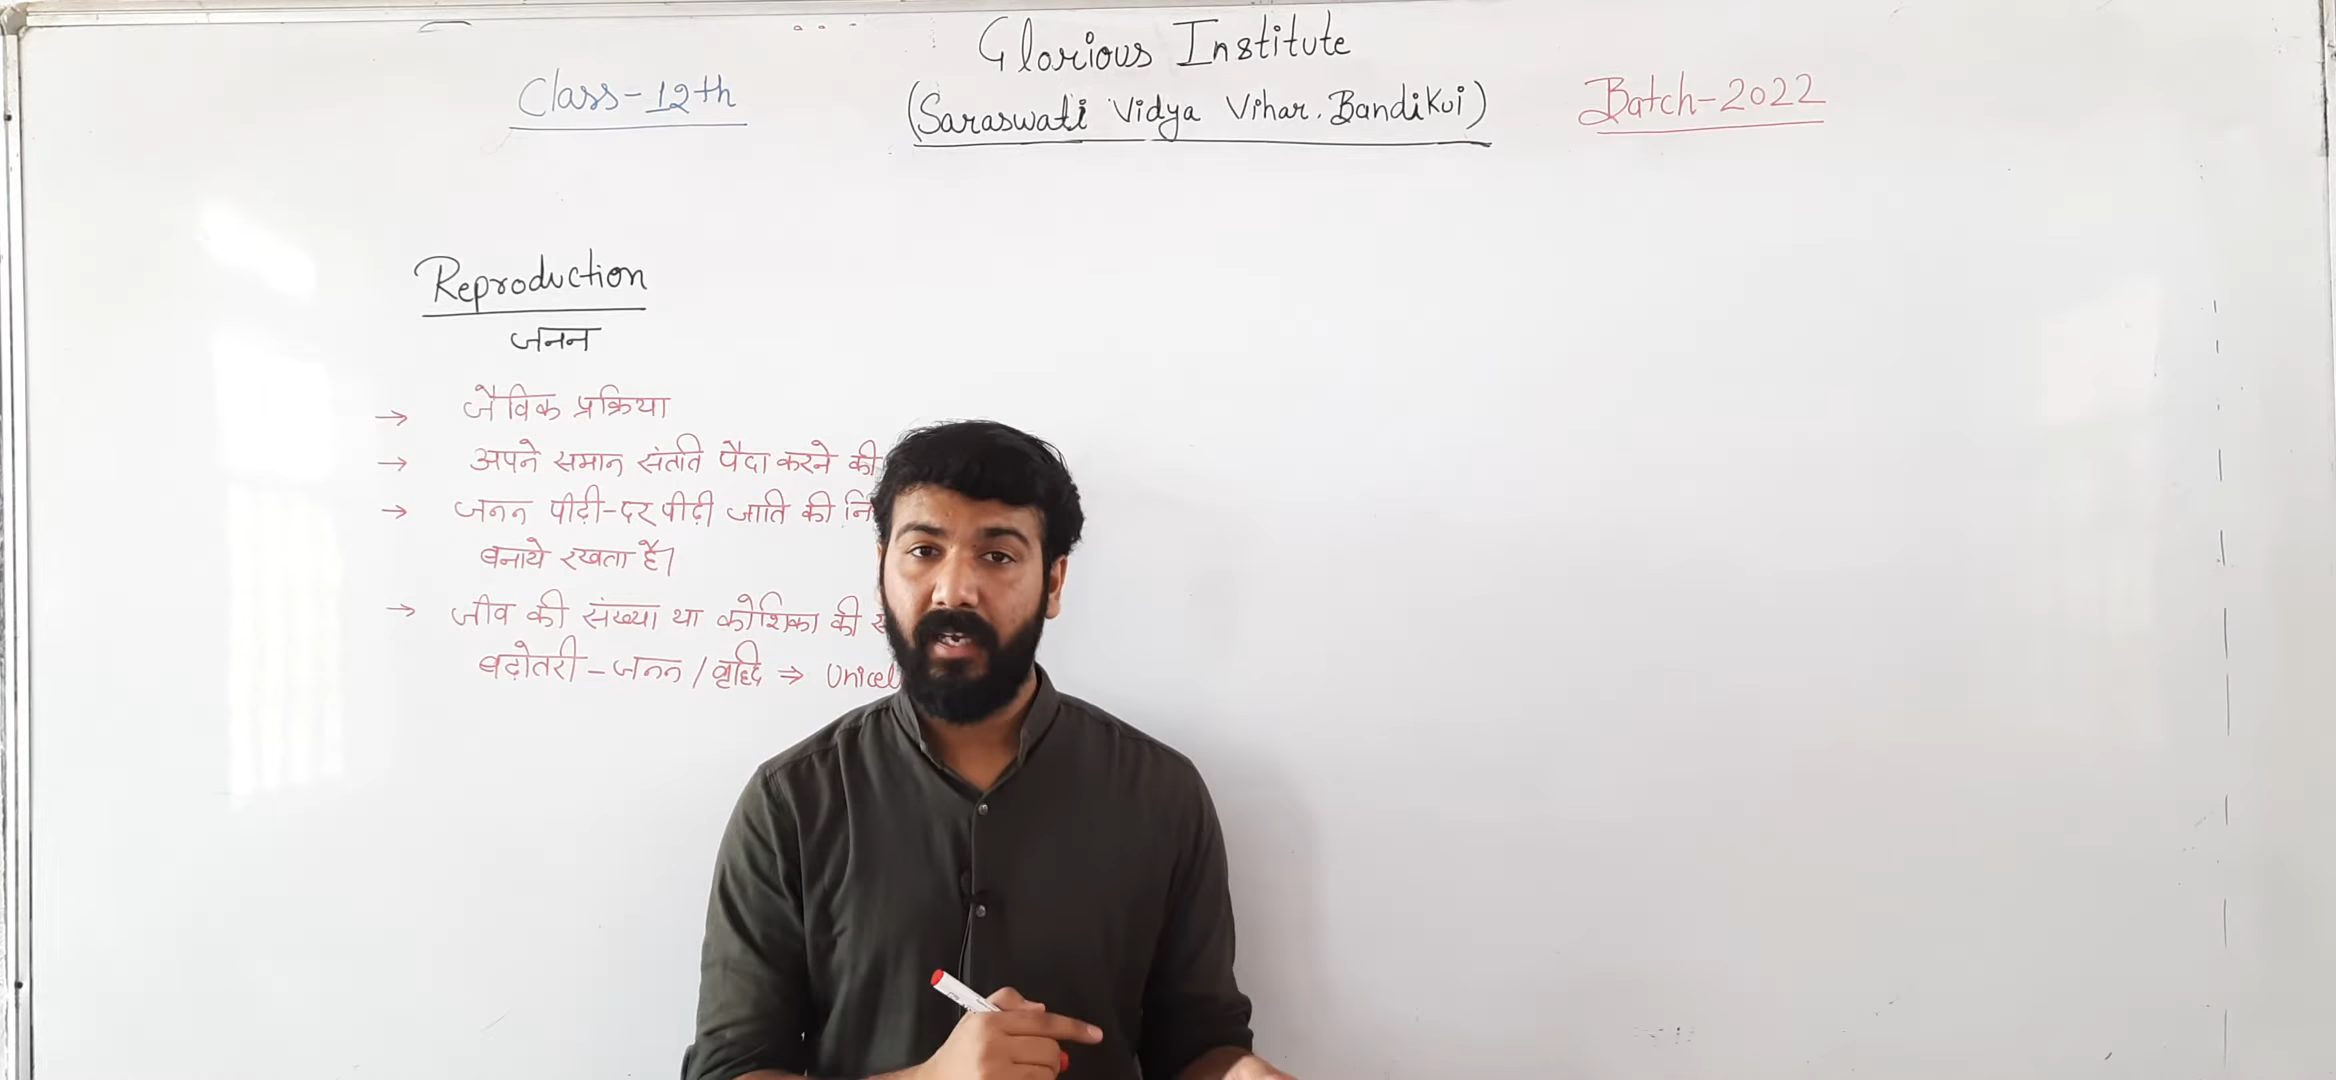 Glorious Institute
Class-12th
(Saraswati Vidya Vihar, Bandikui)
Batch-2022
Reproduction
जनन
→ जैविक प्रक्रिया
→ अपने समान संतति पैदा करने की
→ जनन पीढ़ी-दर पीढ़ी जाति की
बनाये रखता है।
→ जीव की संख्या या कोशिका की
बढ़ोतरी - जनन / वृद्धि ⇒